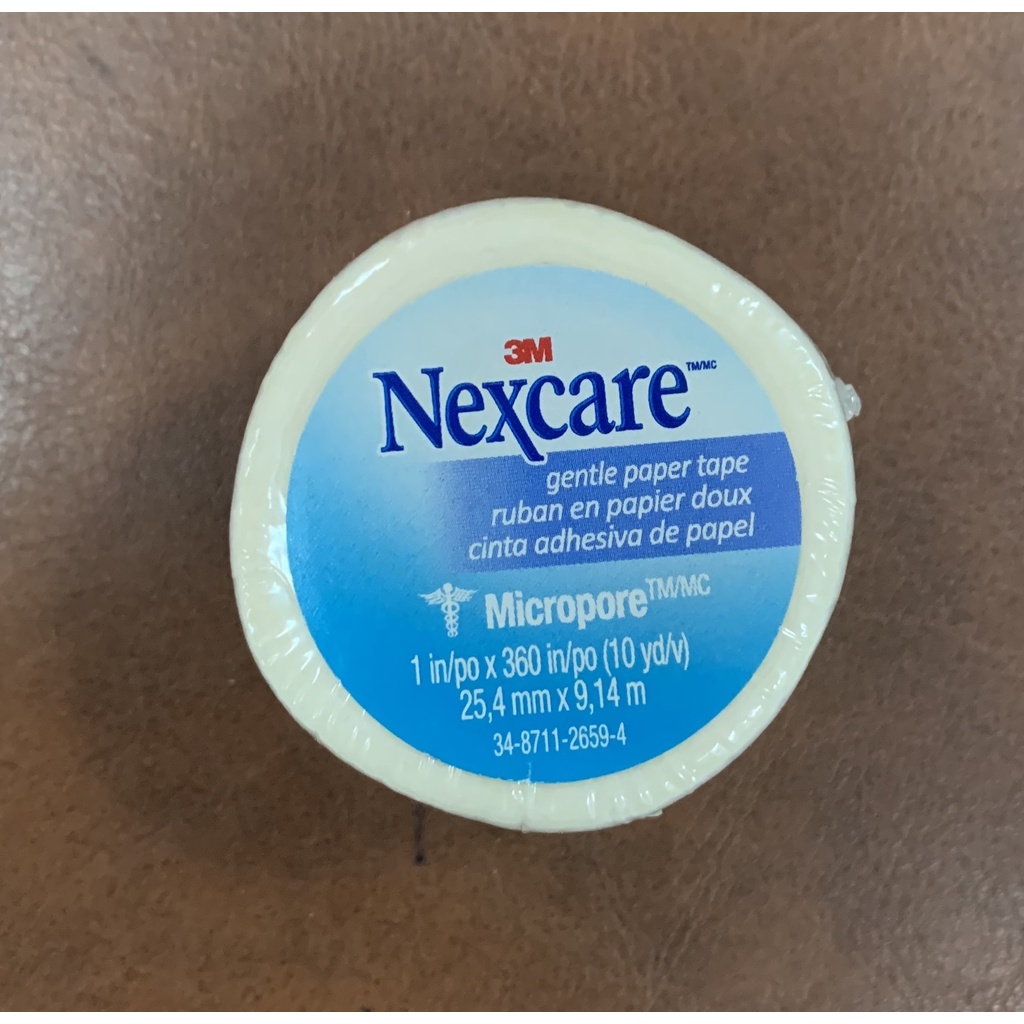 3M
Nexcare™/MC
gentle paper tape
ruban en papier doux
cinta adhesiva de papel
Micropore™/MC
1 in/po x 360 in/po (10 yd/v)
25,4 mm x 9,14 m
34-8711-2659-4